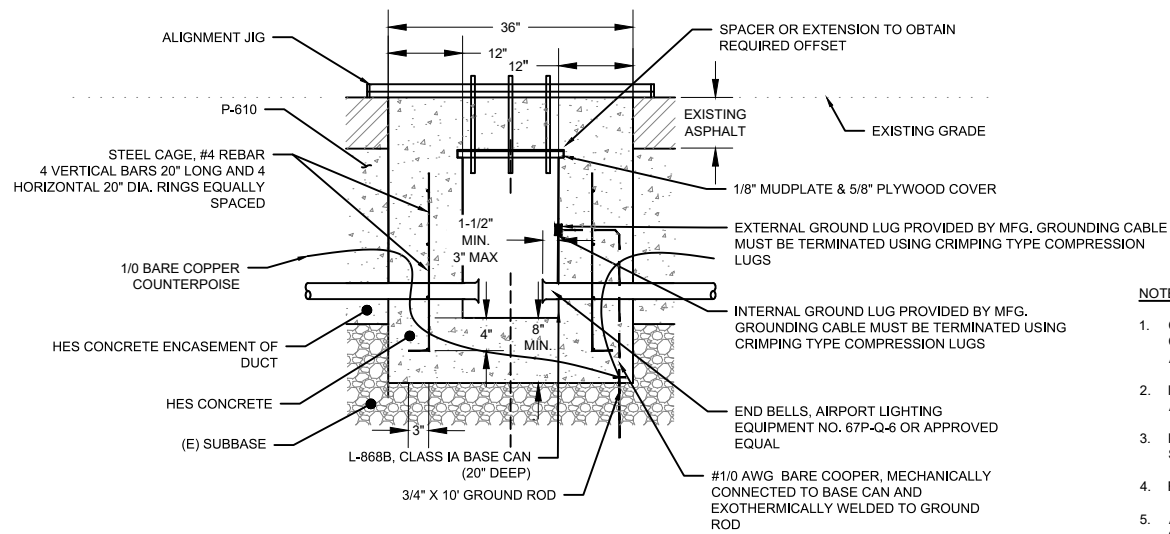 36"
ALIGNMENT JIG
SPACER OR EXTENSION TO OBTAIN
REQUIRED OFFSET
12"
12"
P-610
EXISTING
ASPHALT
EXISTING GRADE
STEEL CAGE, #4 REBAR
4 VERTICAL BARS 20" LONG AND 4
HORIZONTAL 20" DIA. RINGS EQUALLY
SPACED
1/8" MUDPLATE & 5/8" PLYWOOD COVER
1-1/2"
MIN.
3" MAX
EXTERNAL GROUND LUG PROVIDED BY MFG. GROUNDING CABLE
MUST BE TERMINATED USING CRIMPING TYPE COMPRESSION
LUGS
1/0 BARE COPPER
COUNTERPOISE
INTERNAL GROUND LUG PROVIDED BY MFG.
GROUNDING CABLE MUST BE TERMINATED USING
CRIMPING TYPE COMPRESSION LUGS
HES CONCRETE ENCASEMENT OF
DUCT
4"
8"
MIN.
HES CONCRETE
END BELLS, AIRPORT LIGHTING
EQUIPMENT NO. 67P-Q-6 OR APPROVED
EQUAL
(E) SUBBASE
3"
L-868B, CLASS IA BASE CAN
(20" DEEP)
3/4" X 10' GROUND ROD
#1/0 AWG BARE COOPER, MECHANICALLY
CONNECTED TO BASE CAN AND
EXOTHERMICALLY WELDED TO GROUND
ROD
NOTE
1.
2.
3.
4.
5.